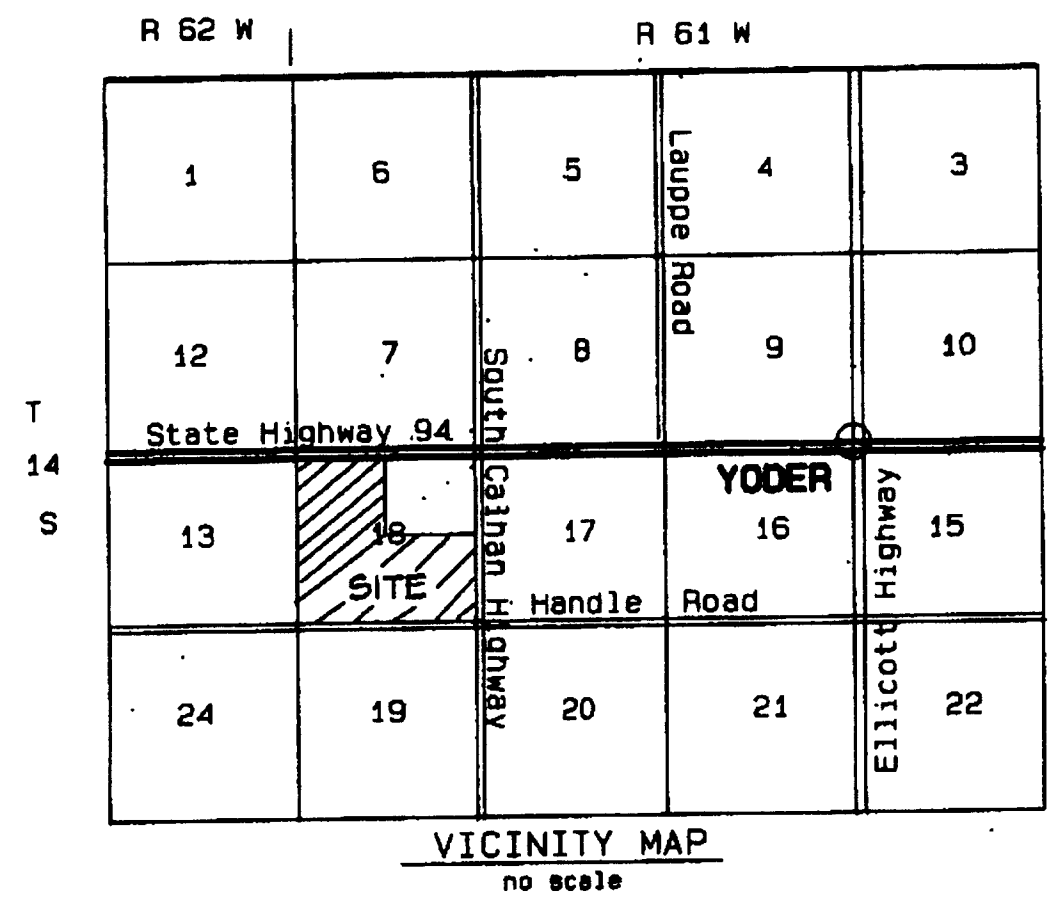 R 62 W
R 61 W
1
6
5
4
3
Lauppe Road
12
7
8
9
10
T
14
S
State Highway 94
South Calhan Highway
YODER
13
18
17
16
15
SITE
Handle Road
Ellicott Highway
24
19
20
21
22
VICINITY MAP
no scale